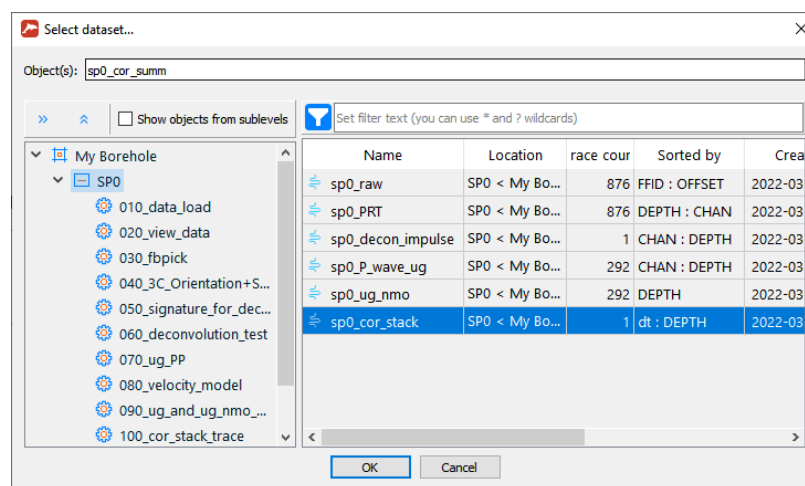 Select dataset...
Object(s): sp0_cor_summ
Show objects from sublevels
Set filter text (you can use * and ? wildcards)
My Borehole
SP0
010_data_load
020_view_data
030_fbpick
040_3C_Orientation+S...
050_signature_for_dec...
060_deconvolution_test
070_ug_PP
080_velocity_model
090_ug_and_ug_nmo_...
100_cor_stack_trace
Name Location race cour Sorted by Crea
sp0_raw SP0 < My Bo... 876 FFID : OFFSET 2022-03
sp0_PRT SP0 < My Bo... 876 DEPTH : CHAN 2022-03
sp0_decon_impulse SP0 < My Bo... 1 CHAN : DEPTH 2022-03
sp0_P_wave_ug SP0 < My Bo... 292 CHAN : DEPTH 2022-03
sp0_ug_nmo SP0 < My Bo... 292 DEPTH 2022-03
sp0_cor_stack SP0 < My Bo... 1 dt : DEPTH 2022-03
OK Cancel